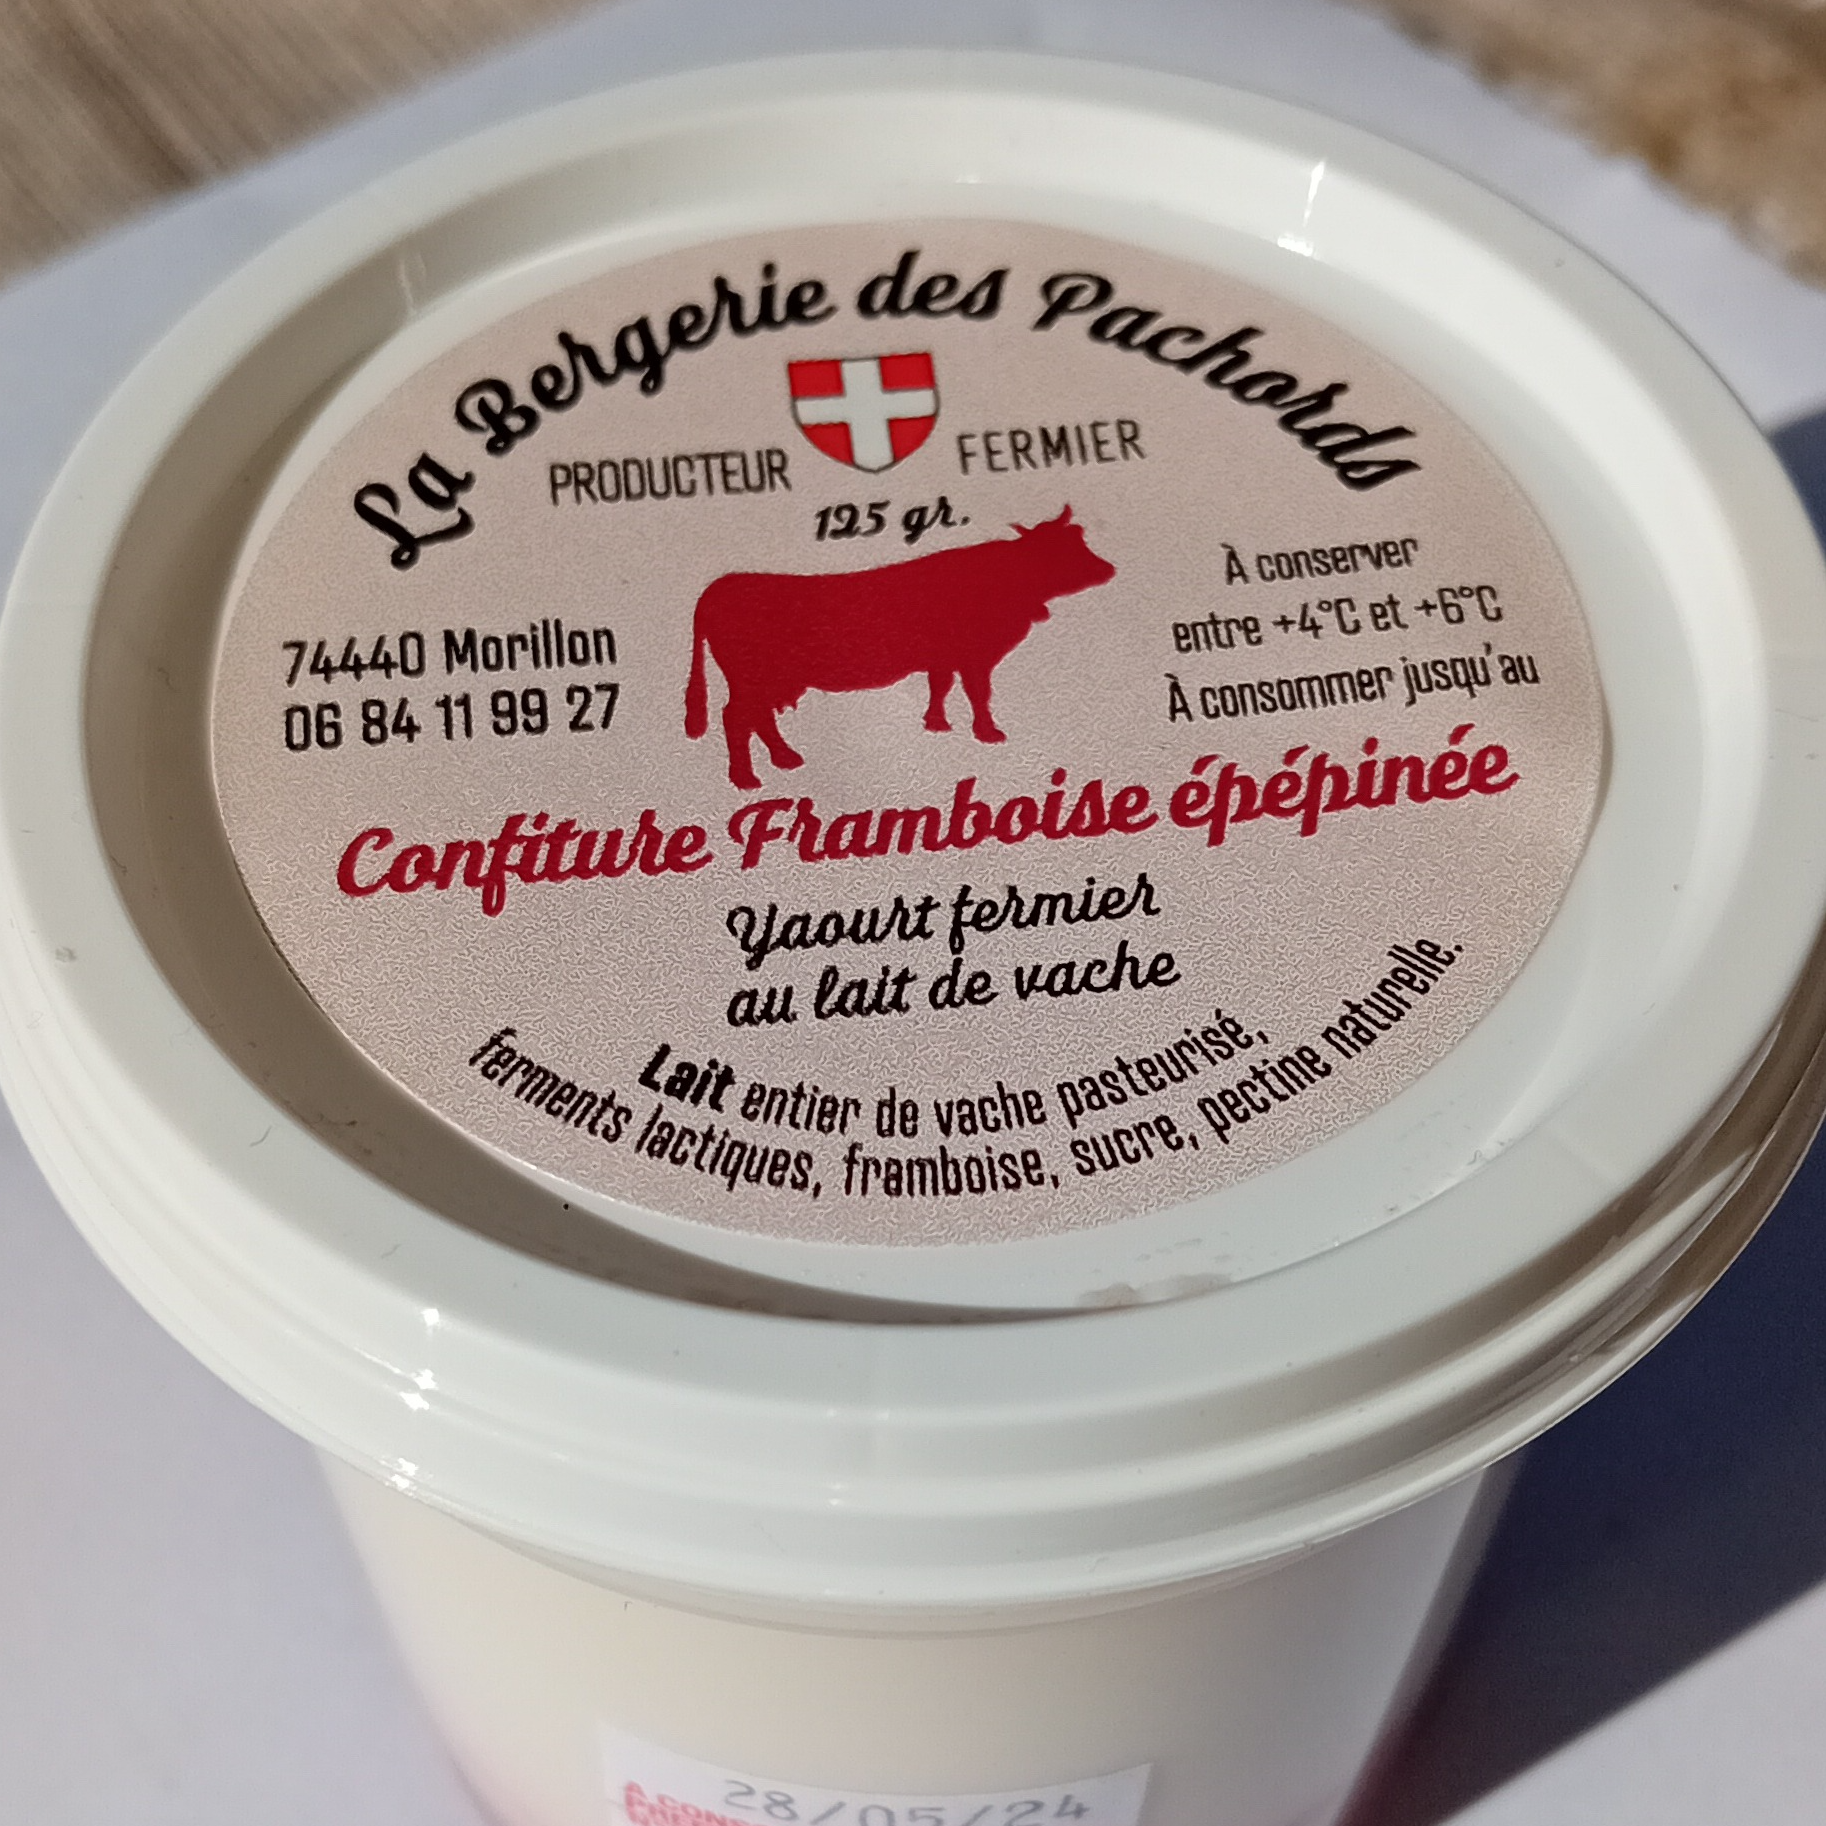 La Bergerie des Pachords
PRODUCTEUR FERMIER
125 gr.
74440 Morillon
06 84 11 99 27
À conserver
entre +4°C et +6°C
À consommer jusqu'au
Confiture Framboise épépinée
Yaourt fermier
au lait de vache
Lait entier de vache pasteurisé,
ferments lactiques, framboise, sucre, pectine naturelle.
28/05/24